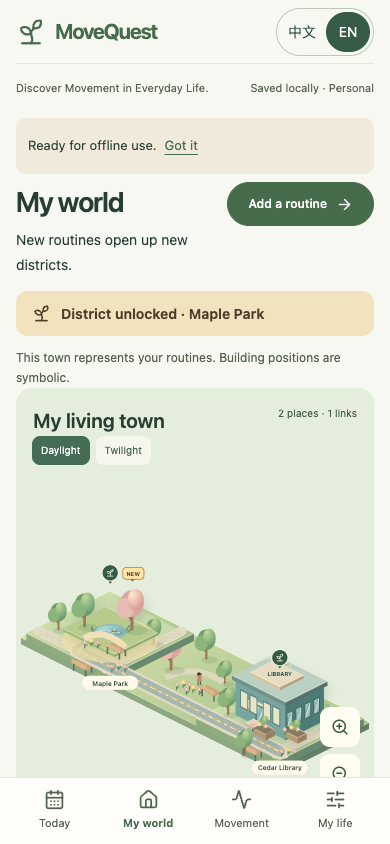 MoveQuest
中文 EN
Discover Movement in Everyday Life. Saved locally · Personal
Ready for offline use. Got it
My world
Add a routine
New routines open up new
districts.
District unlocked · Maple Park
This town represents your routines. Building positions are
symbolic.
My living town
2 places · 1 links
Daylight Twilight
NEW
LIBRARY
Maple Park
Cedar Library
Today My world Movement My life